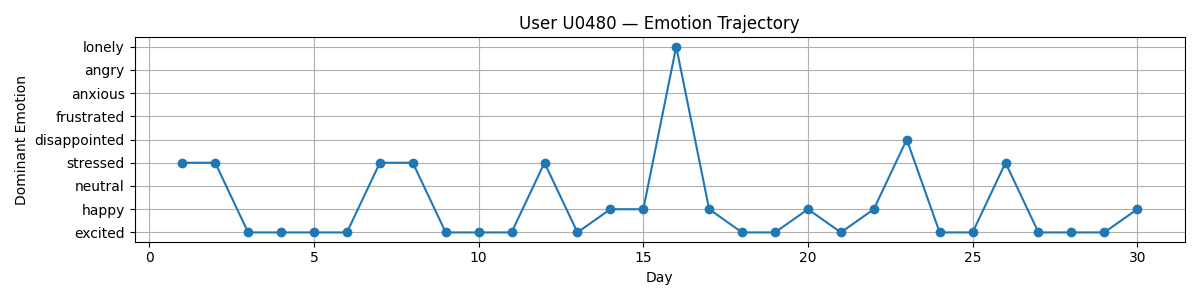 User U0480 — Emotion Trajectory
Dominant Emotion
lonely
angry
anxious
frustrated
disappointed
stressed
neutral
happy
excited
0 5 10 15 20 25 30
Day